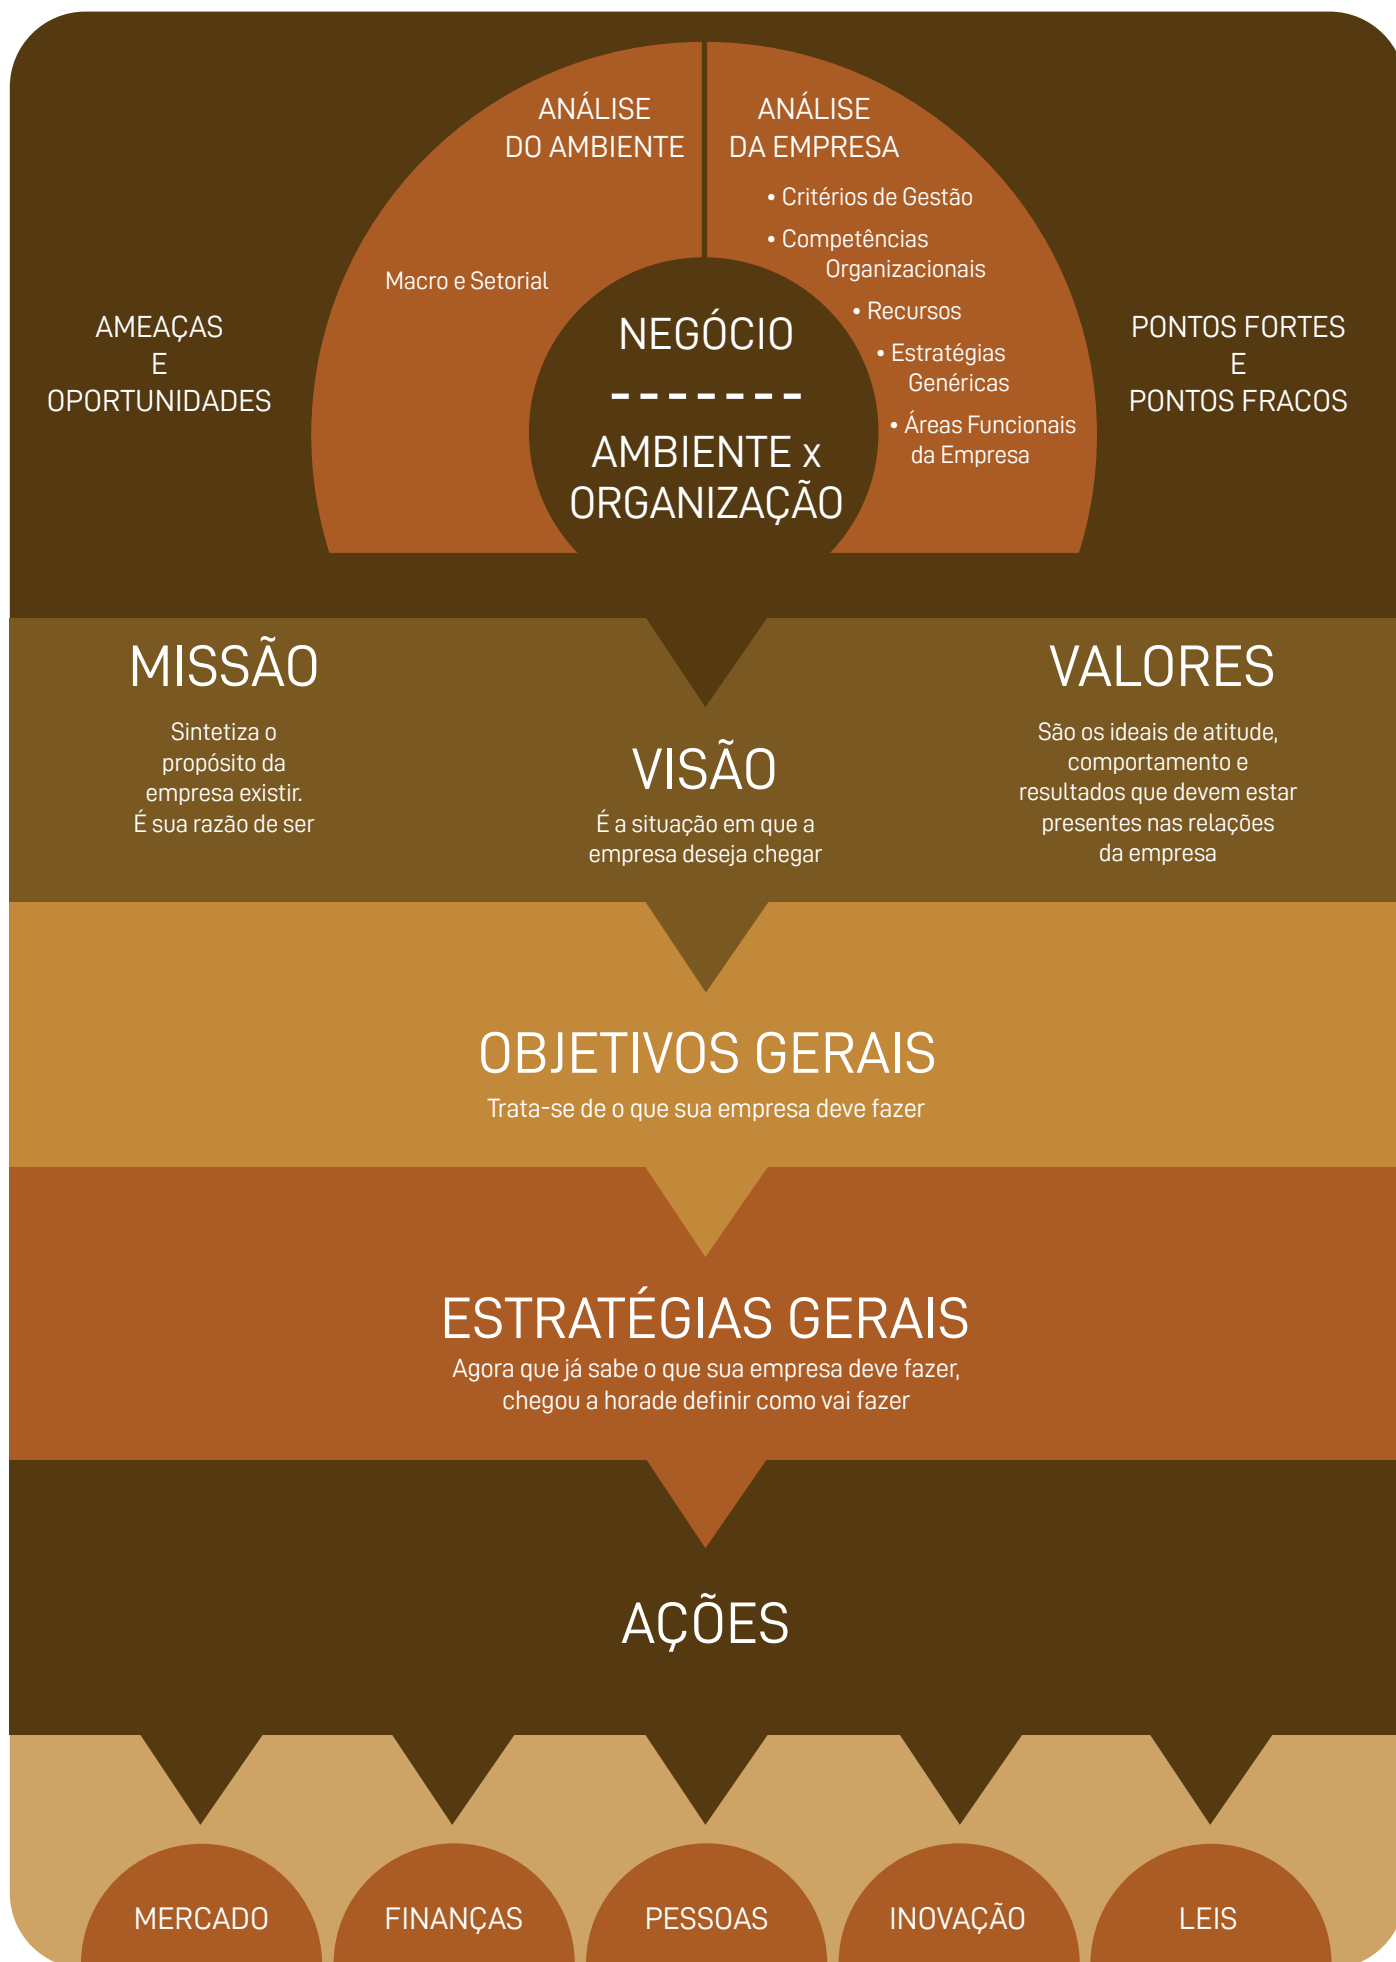 ANÁLISE
DO AMBIENTE
Macro e Setorial
ANÁLISE
DA EMPRESA
• Critérios de Gestão
• Competências
Organizacionais
• Recursos
• Estratégias
Genéricas
• Áreas Funcionais
da Empresa
AMEAÇAS
E
OPORTUNIDADES
NEGÓCIO
-------
AMBIENTE x
ORGANIZAÇÃO
PONTOS FORTES
E
PONTOS FRACOS
MISSÃO
Sintetiza o
propósito da
empresa existir.
É sua razão de ser
VISÃO
É a situação em que a
empresa deseja chegar
VALORES
São os ideais de atitude,
comportamento e
resultados que devem estar
presentes nas relações
da empresa
OBJETIVOS GERAIS
Trata-se de o que sua empresa deve fazer
ESTRATÉGIAS GERAIS
Agora que já sabe o que sua empresa deve fazer,
chegou a horade definir como vai fazer
AÇÕES
MERCADO
FINANÇAS
PESSOAS
INOVAÇÃO
LEIS